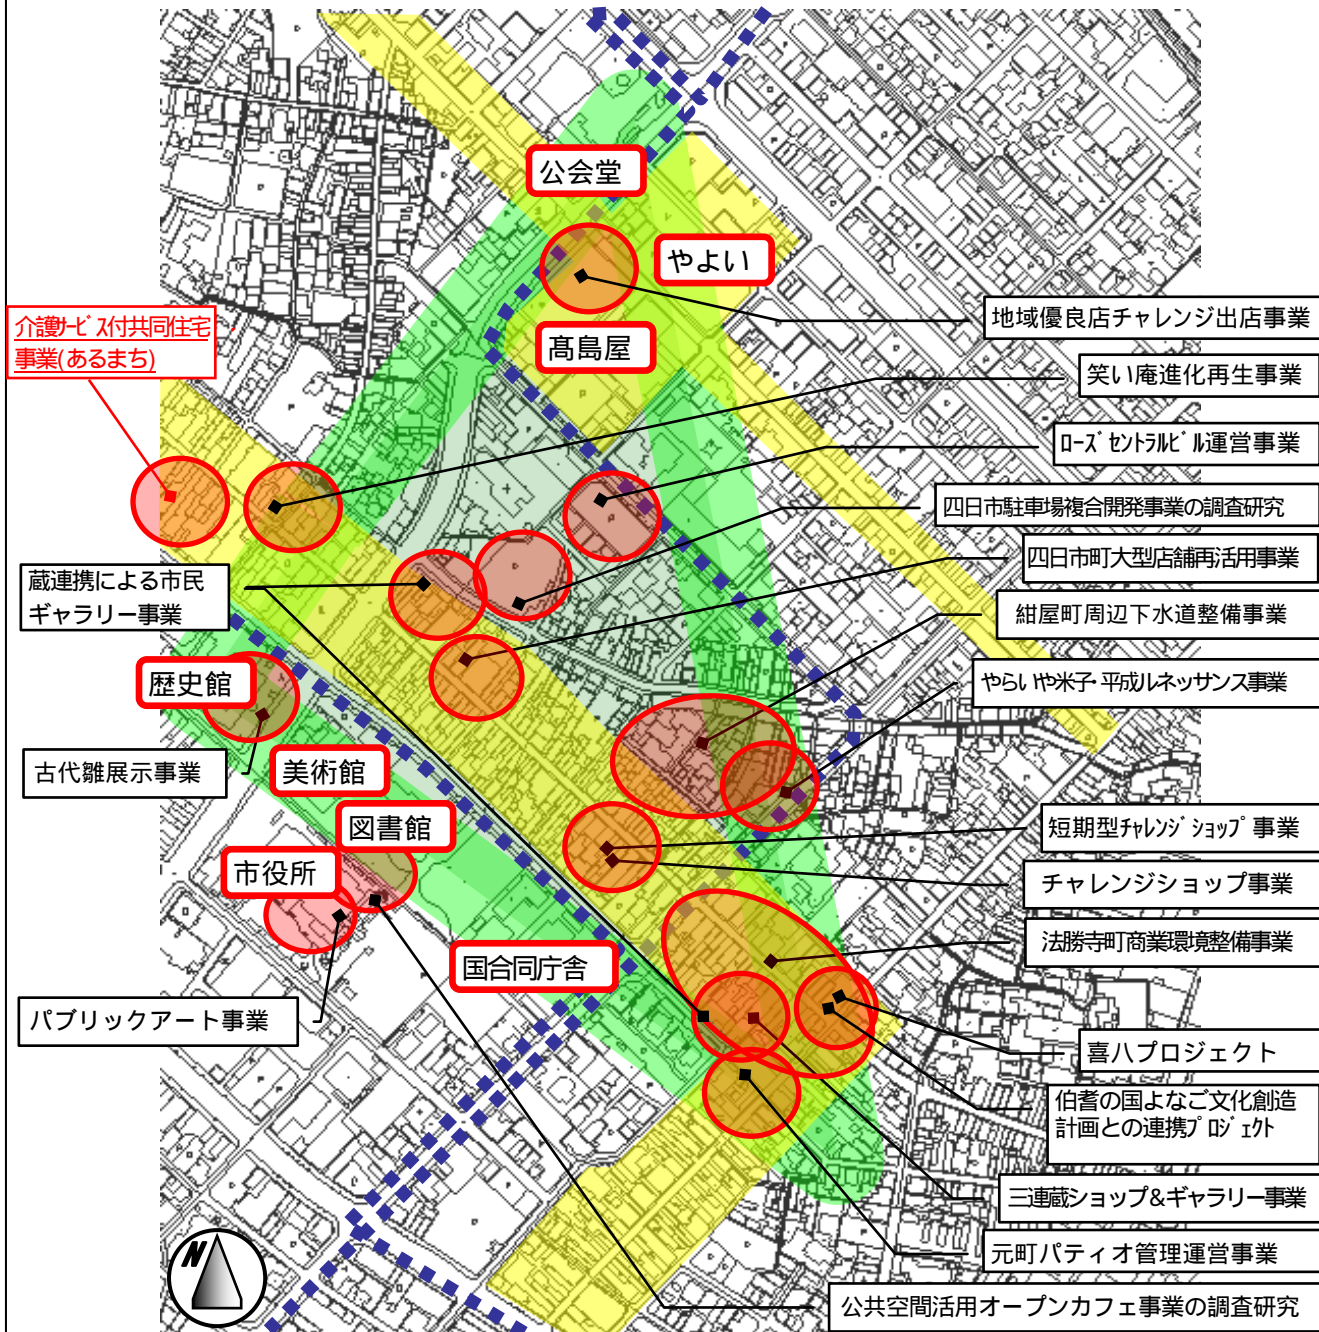 公会堂
やよい
髙島屋
地域優良店チャレンジ出店事業
介護サービス付共同住宅
事業(あるまち)
笑い庵進化再生事業
ローズセントラルビル運営事業
四日市駐車場複合開発事業の調査研究
四日市町大型店舗再活用事業
蔵連携による市民
ギャラリー事業
紺屋町周辺下水道整備事業
歴史館
やらいや米子・平成ルネッサンス事業
古代雛展示事業
美術館
図書館
短期型チャレンジショップ事業
市役所
チャレンジショップ事業
法勝寺町商業環境整備事業
国合同庁舎
パブリックアート事業
喜八プロジェクト
伯耆の国よなご文化創造
計画との連携プロジェクト
三連蔵ショップ&ギャラリー事業
元町パティオ管理運営事業
N
公共空間活用オープンカフェ事業の調査研究